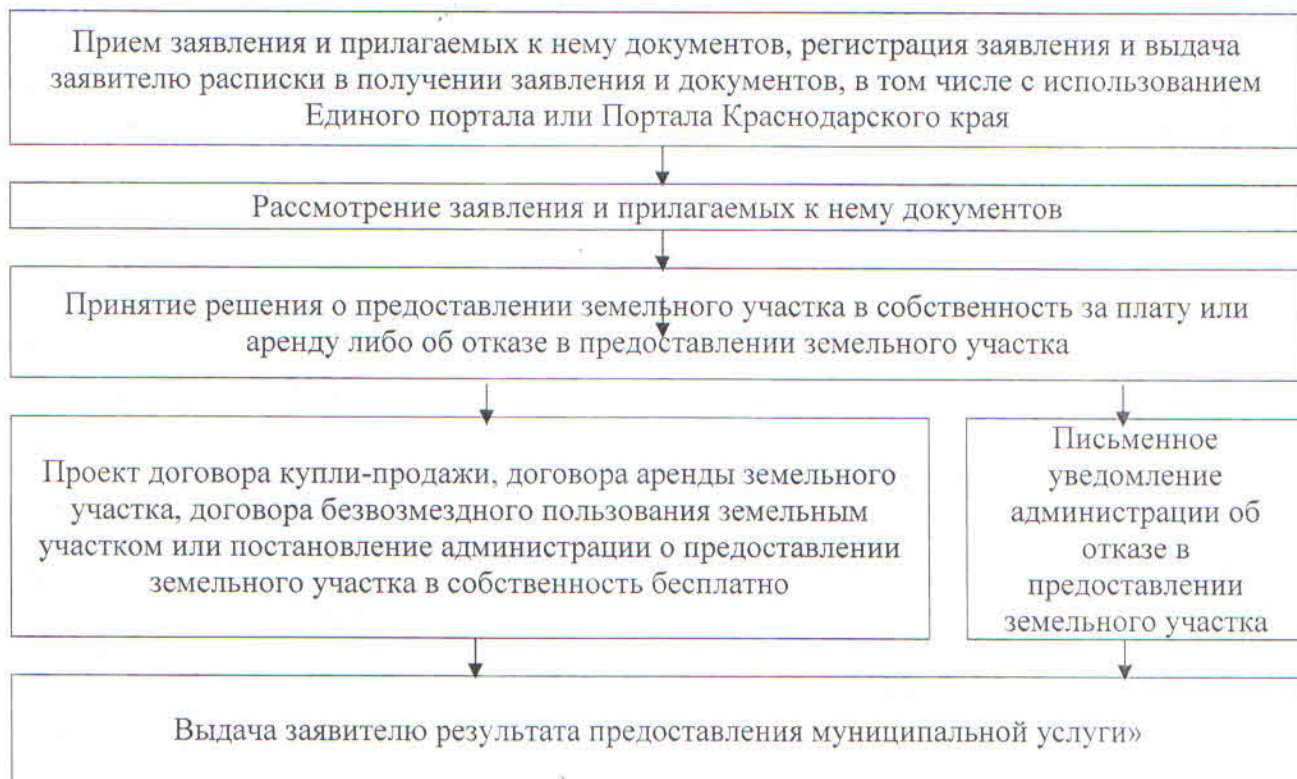 Прием заявления и прилагаемых к нему документов, регистрация заявления и выдача
заявителю расписки в получении заявления и документов, в том числе с использованием
Единого портала или Портала Краснодарского края
Рассмотрение заявления и прилагаемых к нему документов
Принятие решения о предоставлении земельного участка в собственность за плату или
аренду либо об отказе в предоставлении земельного участка
Проект договора купли-продажи, договора аренды земельного
участка, договора безвозмездного пользования земельным
участком или постановление администрации о предоставлении
земельного участка в собственность бесплатно
Письменное
уведомление
администрации об
отказе в
предоставлении
земельного участка
Выдача заявителю результата предоставления муниципальной услуги»